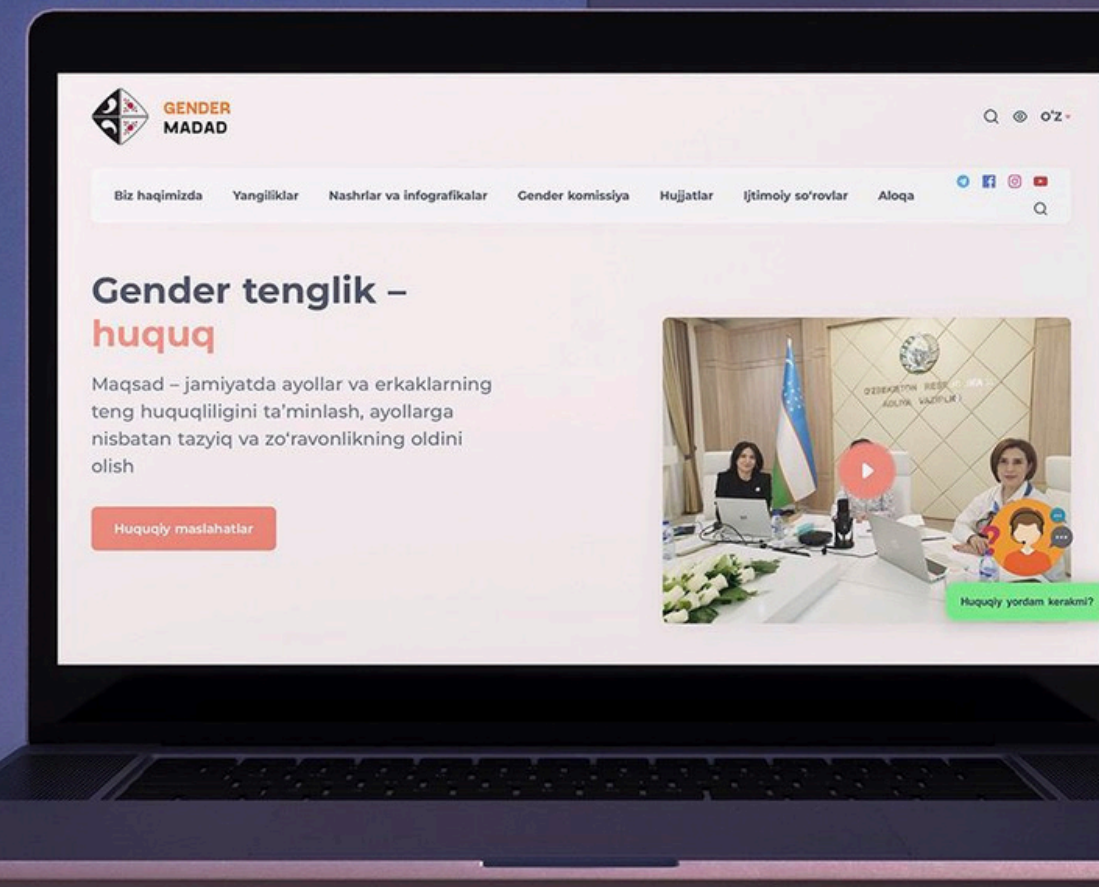 GENDER
MADAD
O'Z
Biz haqimizda Yangiliklar Nashrlar va infografikalar Gender komissiya Hujjatlar Ijtimoiy so‘rovlar Aloqa
Gender tenglik –
huquq
Maqsad – jamiyatda ayollar va erkaklarning
teng huquqliligini ta’minlash, ayollarga
nisbatan tazyiq va zo‘ravonlikning oldini
olish
Huquqiy maslahatlar
Huquqiy yordam kerakmi?